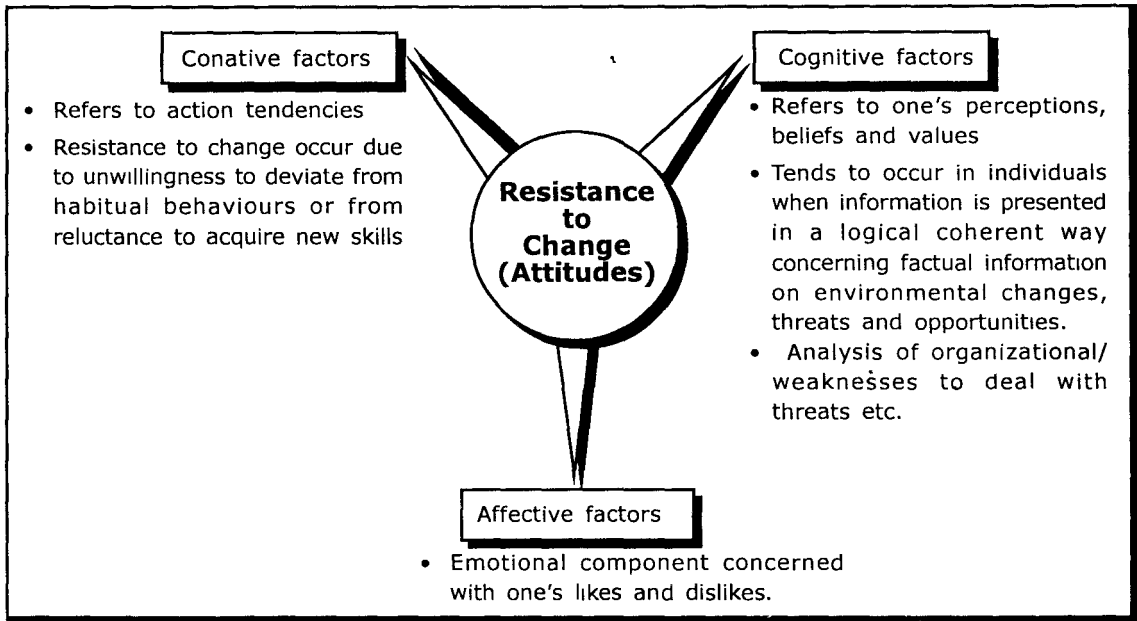 Conative factors
• Refers to action tendencies
• Resistance to change occur due
to unwillingness to deviate from
habitual behaviours or from
reluctance to acquire new skills
Cognitive factors
• Refers to one's perceptions,
beliefs and values
• Tends to occur in individuals
when information is presented
in a logical coherent way
concerning factual information
on environmental changes,
threats and opportunities.
• Analysis of organizational/
weaknesses to deal with
threats etc.
Resistance
to
Change
(Attitudes)
Affective factors
• Emotional component concerned
with one's likes and dislikes.